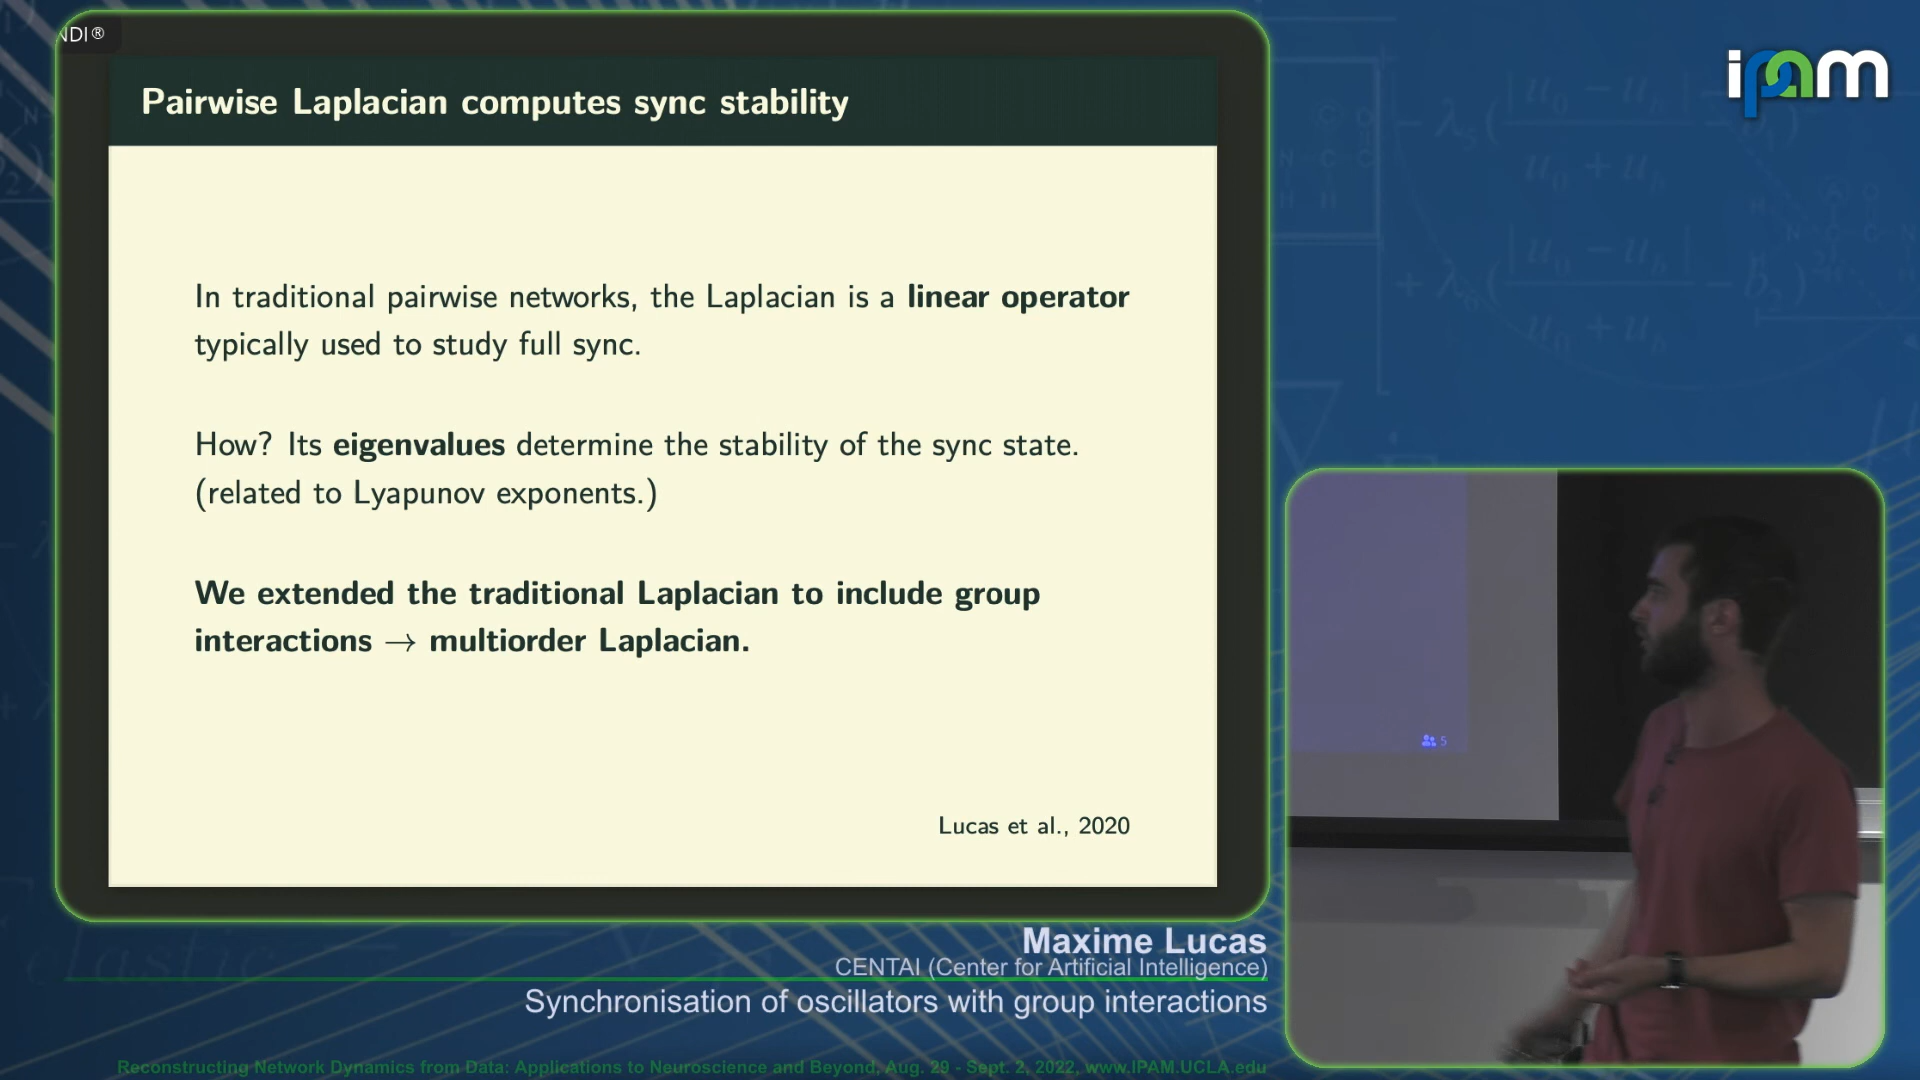 NDI®
Pairwise Laplacian computes sync stability
In traditional pairwise networks, the Laplacian is a linear operator
typically used to study full sync.
How? Its eigenvalues determine the stability of the sync state.
(related to Lyapunov exponents.)
We extended the traditional Laplacian to include group
interactions → multiorder Laplacian.
Lucas et al., 2020
ipam
5
Maxime Lucas
CENTAI (Center for Artificial Intelligence)
Synchronisation of oscillators with group interactions
Reconstructing Network Dynamics from Data: Applications to Neuroscience and Beyond, Aug. 29 - Sept. 2, 2022, www.IPAM.UCLA.edu